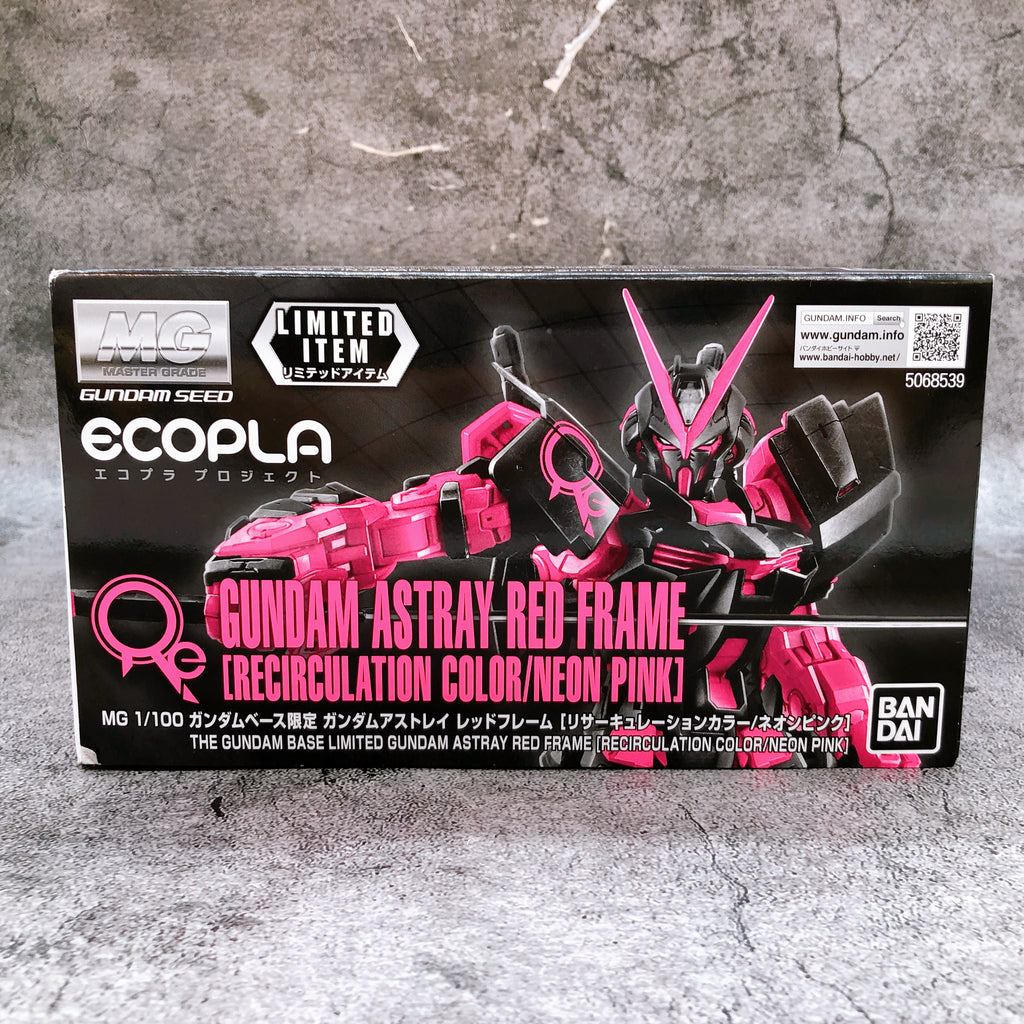 MG
MASTER GRADE
GUNDAM SEED
LIMITED
ITEM
リミテッドアイテム
ECOPLA
エコプラ プロジェクト
GUNDAM.INFO Search
www.gundam.info
バンダイホビーサイト
www.bandai-hobby.net/
5068539
Re
Re
GUNDAM ASTRAY RED FRAME
[RECIRCULATION COLOR/NEON PINK]
MG 1/100 ガンダムベース限定 ガンダムアストレイ レッドフレーム [リサーキュレーションカラー/ネオンピンク]
THE GUNDAM BASE LIMITED GUNDAM ASTRAY RED FRAME [RECIRCULATION COLOR/NEON PINK]
BAN
DAI